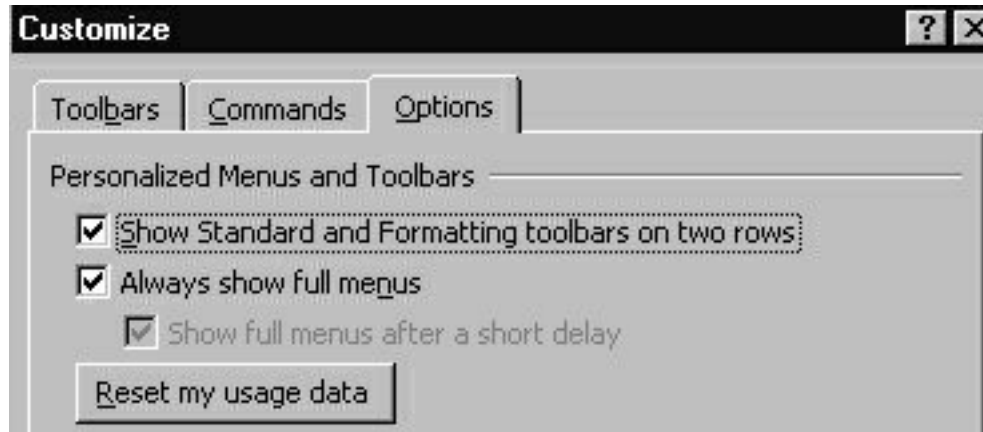 Customize ? X
Toolbars Commands Options
Personalized Menus and Toolbars
Show Standard and Formatting toolbars on two rows
Always show full menus
Show full menus after a short delay
Reset my usage data